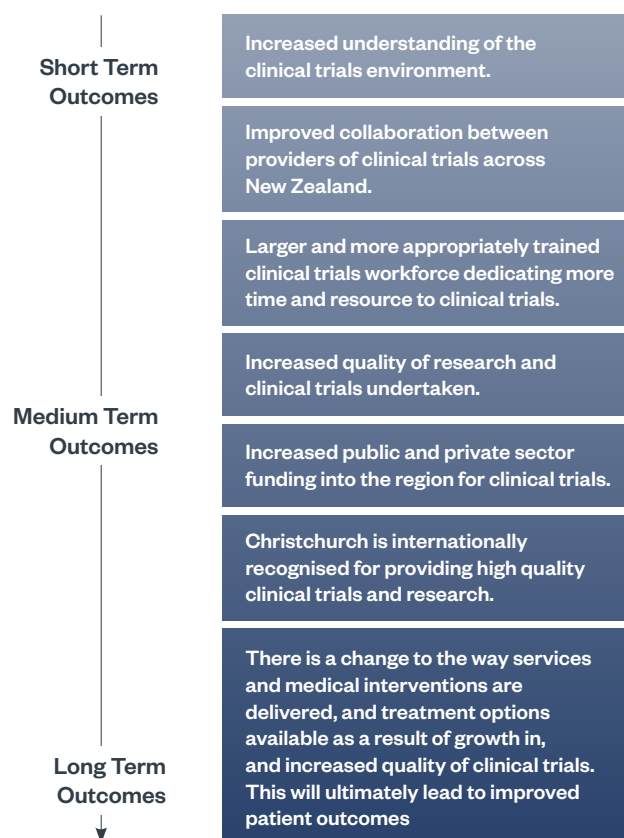 Short Term
Outcomes
Increased understanding of the
clinical trials environment.
Improved collaboration between
providers of clinical trials across
New Zealand.
Larger and more appropriately trained
clinical trials workforce dedicating more
time and resource to clinical trials.
Increased quality of research and
clinical trials undertaken.
Medium Term
Outcomes
Increased public and private sector
funding into the region for clinical trials.
Christchurch is internationally
recognised for providing high quality
clinical trials and research.
There is a change to the way services
and medical interventions are
delivered, and treatment options
available as a result of growth in,
and increased quality of clinical trials.
This will ultimately lead to improved
patient outcomes
Long Term
Outcomes